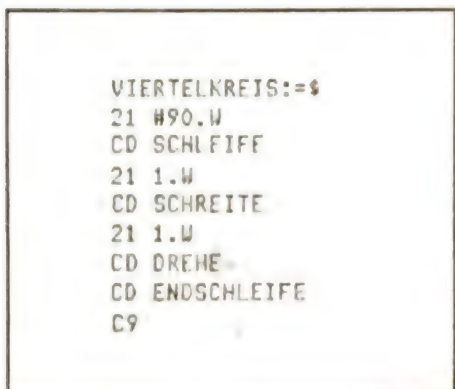 VIERTELKREIS:=$
21 #90.W
CD SCHLEIFE
21 1.W
CD SCHREITE
21 1.W
CD DREHE
CD ENDSCHLEIFE
C9